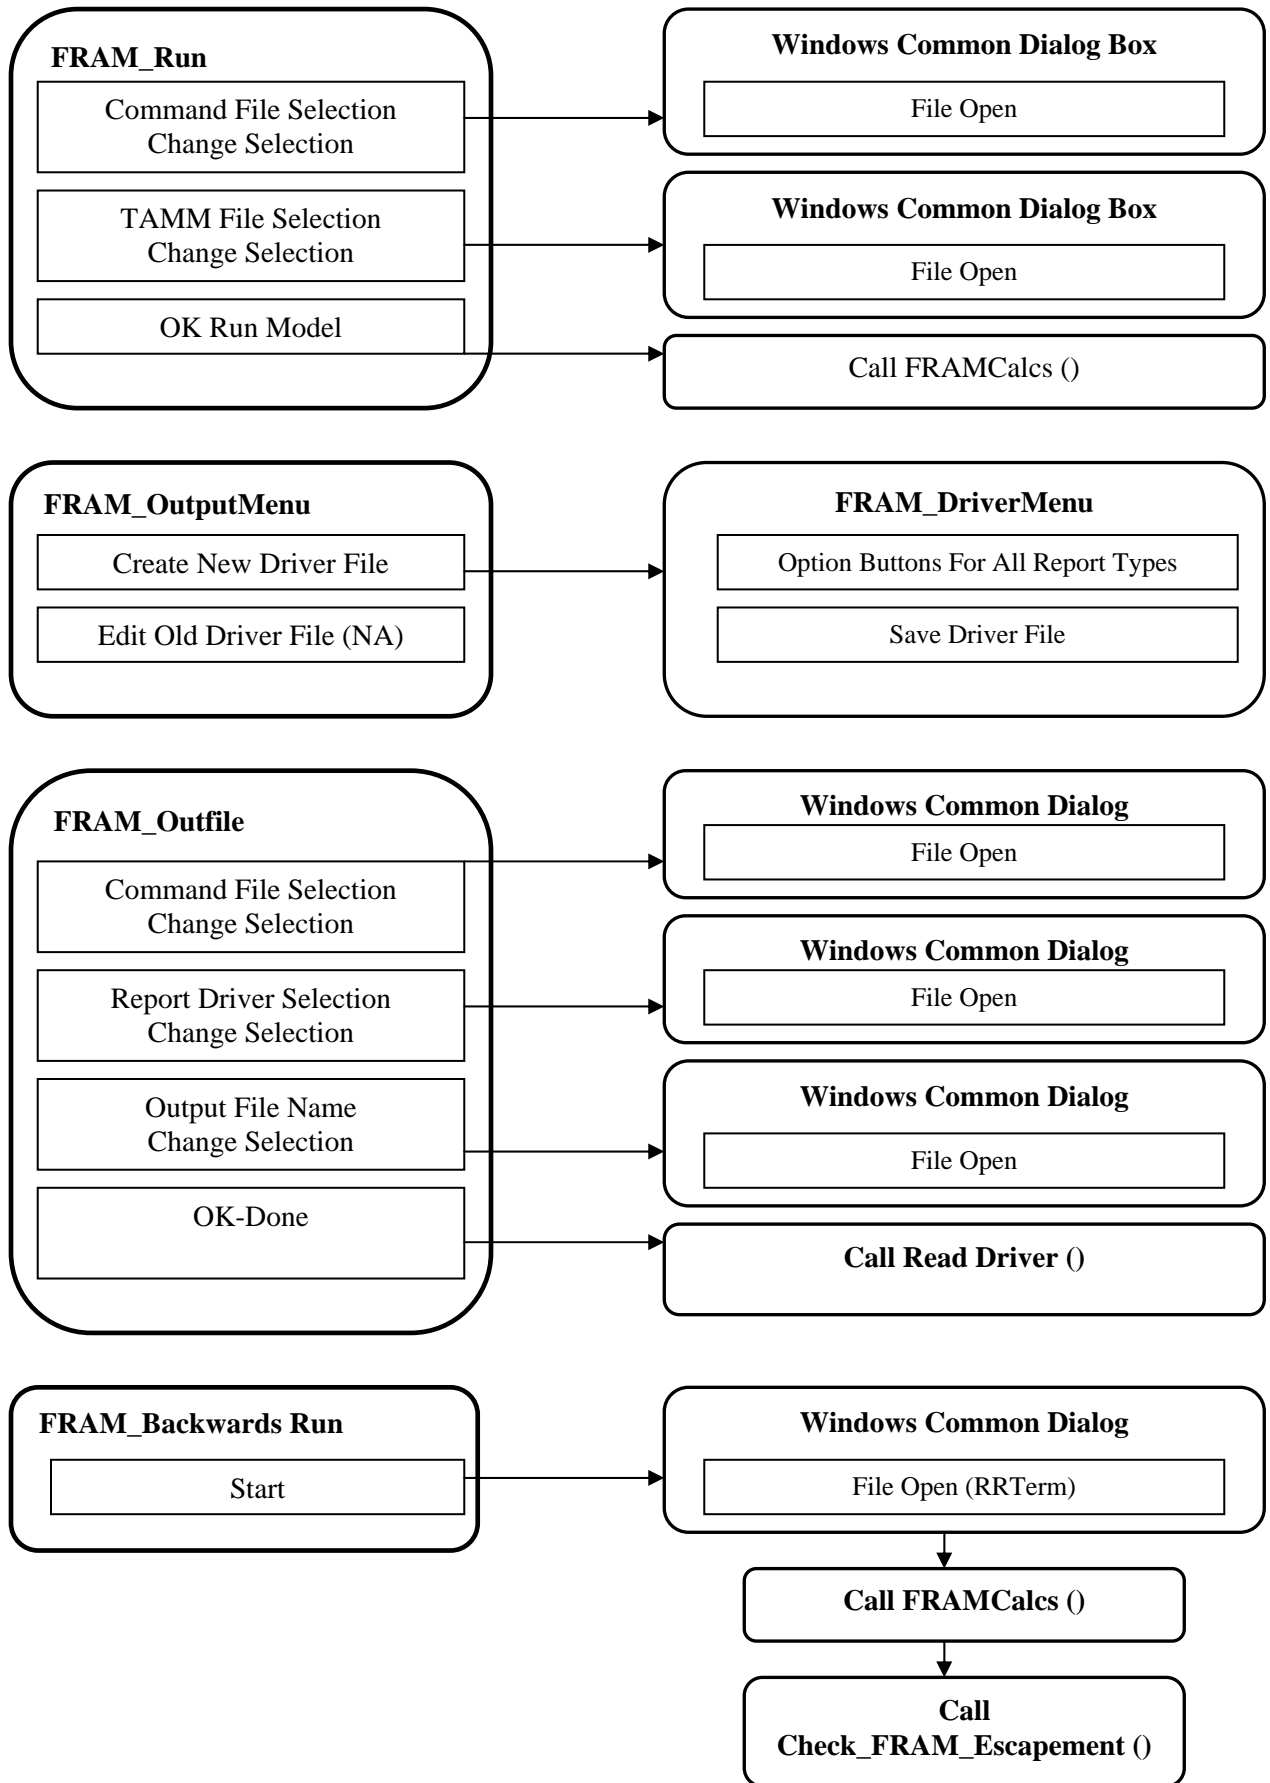 FRAM_Run
Command File Selection
Change Selection
TAMM File Selection
Change Selection
OK Run Model
Windows Common Dialog Box
File Open
Windows Common Dialog Box
File Open
Call FRAMCalcs ()
FRAM_OutputMenu
Create New Driver File
Edit Old Driver File (NA)
FRAM_DriverMenu
Option Buttons For All Report Types
Save Driver File
FRAM_Outfile
Command File Selection
Change Selection
Report Driver Selection
Change Selection
Output File Name
Change Selection
OK-Done
Windows Common Dialog
File Open
Windows Common Dialog
File Open
Windows Common Dialog
File Open
Call Read Driver ()
FRAM_Backwards Run
Start
Windows Common Dialog
File Open (RRTerm)
Call FRAMCalcs ()
Call
Check_FRAM_Escapement ()